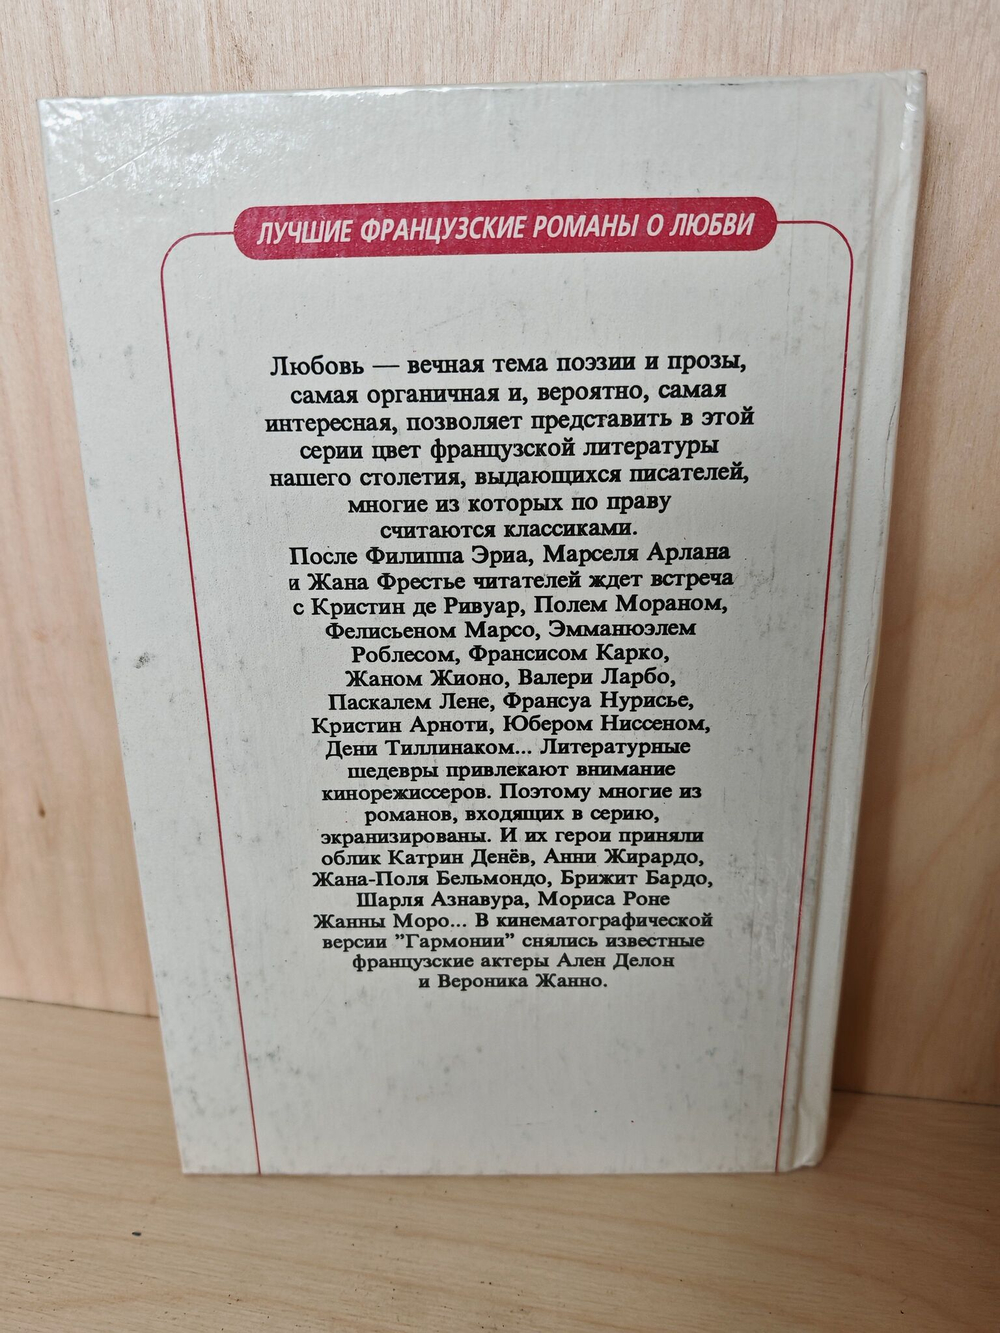 ЛУЧШИЕ ФРАНЦУЗСКИЕ РОМАНЫ О ЛЮБВИ
Любовь — вечная тема поэзии и прозы,
самая органичная и, вероятно, самая
интересная, позволяет представить в этой
серии цвет французской литературы
нашего столетия, выдающихся писателей,
многие из которых по праву
считаются классиками.
После Филиппа Эриа, Марселя Арлана
и Жана Фрестье читателей ждет встреча
с Кристин де Ривуар, Полем Мораном,
Фелисьеном Марсо, Эмманюэлем
Роблесом, Франсисом Карко,
Жаном Жионо, Валери Ларбо,
Паскалем Лене, Франсуа Нурисье,
Кристин Арноти, Юбером Ниссеном,
Дени Тиллинаком... Литературные
шедевры привлекают внимание
кинорежиссеров. Поэтому многие из
романов, входящих в серию,
экранизированы. И их герои приняли
облик Катрин Денёв, Анни Жирардо,
Жана-Поля Бельмондо, Брижит Бардо,
Шарля Азнавура, Мориса Роне
Жанны Моро... В кинематографической
версии "Гармонии" снялись известные
французские актеры Ален Делон
и Вероника Жанно.